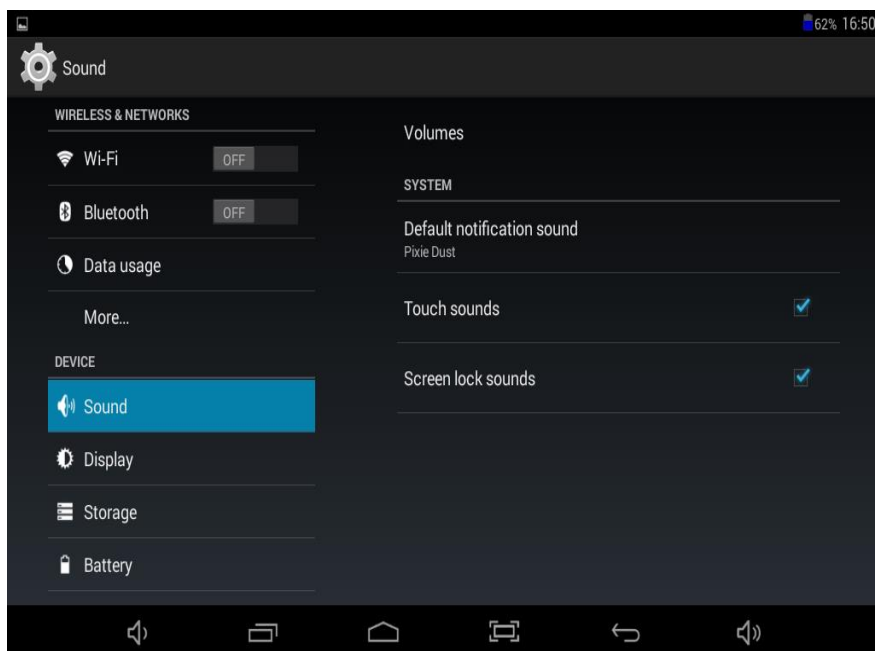 62% 16:50
Sound
WIRELESS & NETWORKS
Wi-Fi OFF
Bluetooth OFF
Data usage
More...
DEVICE
Sound
Display
Storage
Battery
Volumes
SYSTEM
Default notification sound
Pixie Dust
Touch sounds
Screen lock sounds